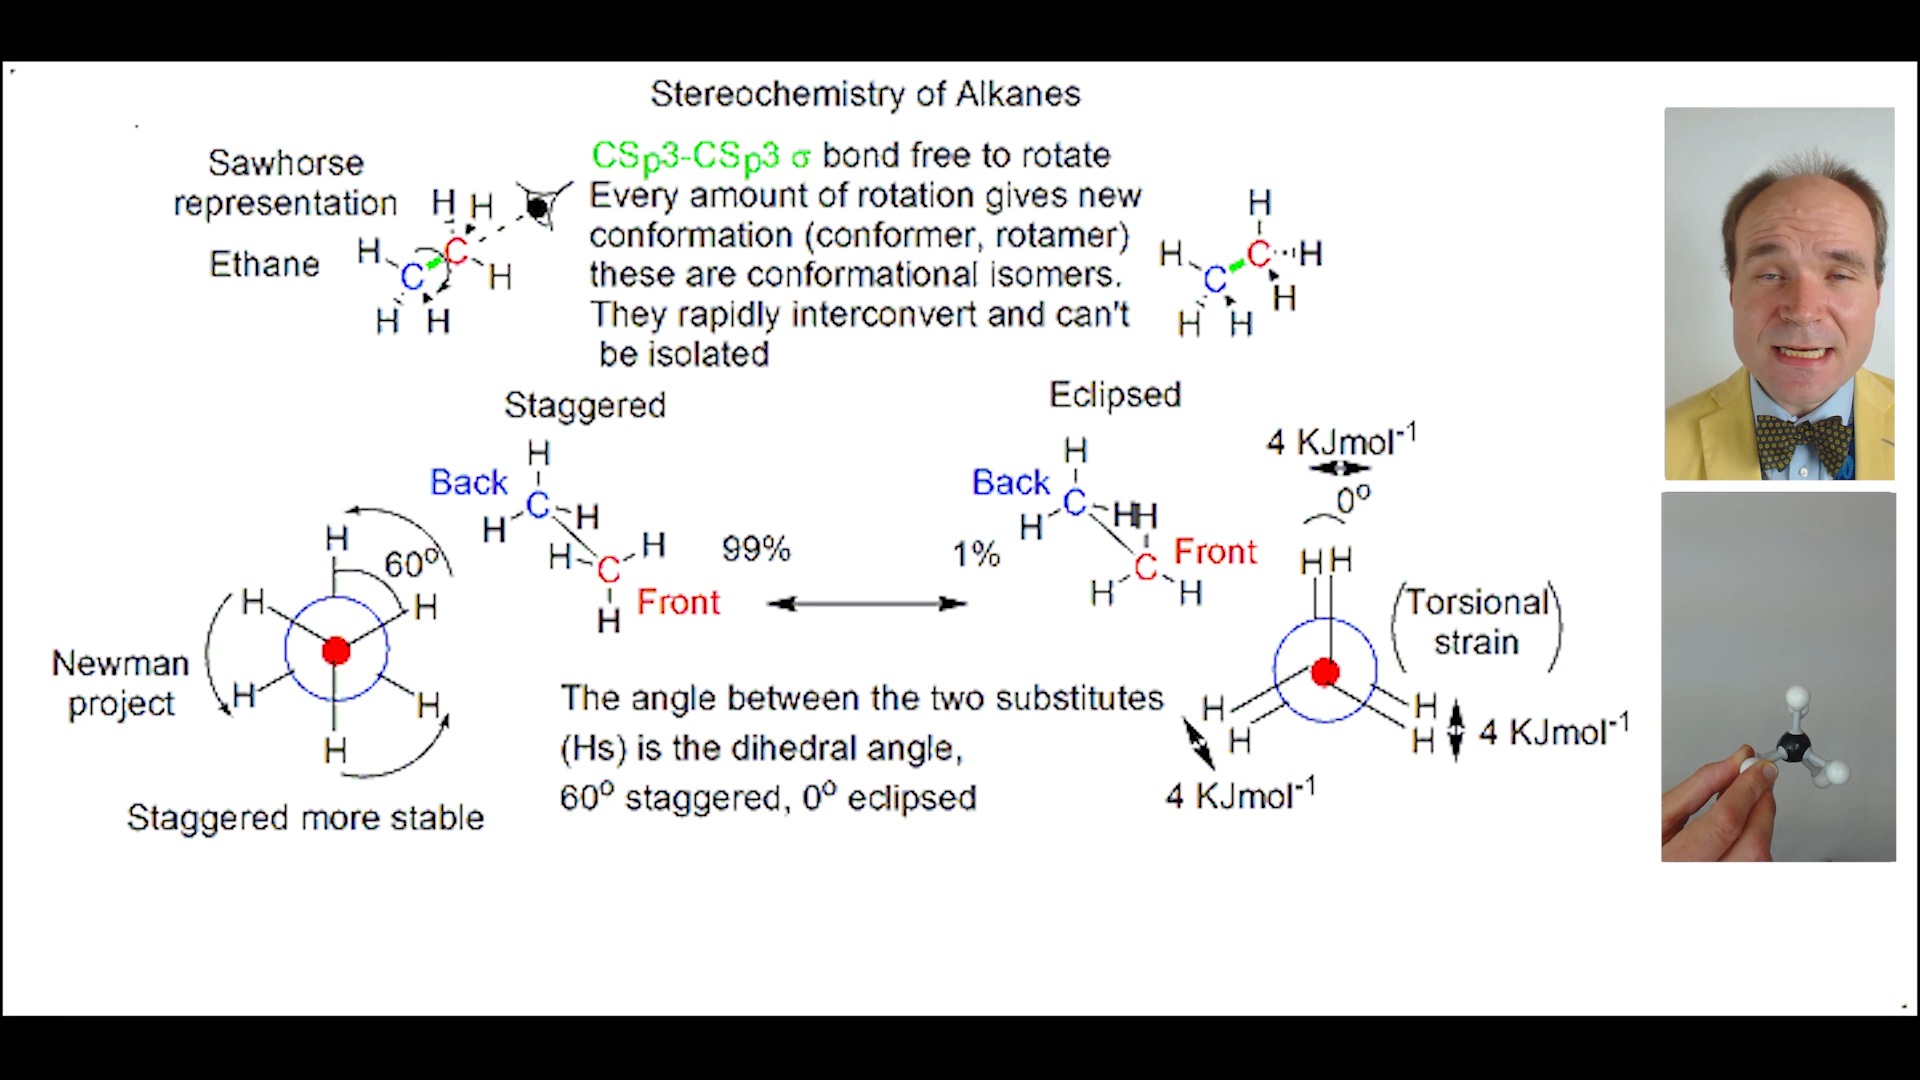 Stereochemistry of Alkanes
Sawhorse
representation
Ethane
H H
H C
C H
H H
CSp3-CSp3 σ bond free to rotate
Every amount of rotation gives new
conformation (conformer, rotamer)
these are conformational isomers.
They rapidly interconvert and can't
be isolated
H
H C H
C H
H H
Staggered
H
Back C
H H
H H
C
H Front
99%
Eclipsed
H
Back C
H HH
C Front
H H
1%
4 KJmol-1
0º
H H
H H
H H
(Torsional
strain)
4 KJmol-1
4 KJmol-1
H
60º
H H
H H
H
Newman
project
Staggered more stable
The angle between the two substitutes
(Hs) is the dihedral angle,
60º staggered, 0º eclipsed